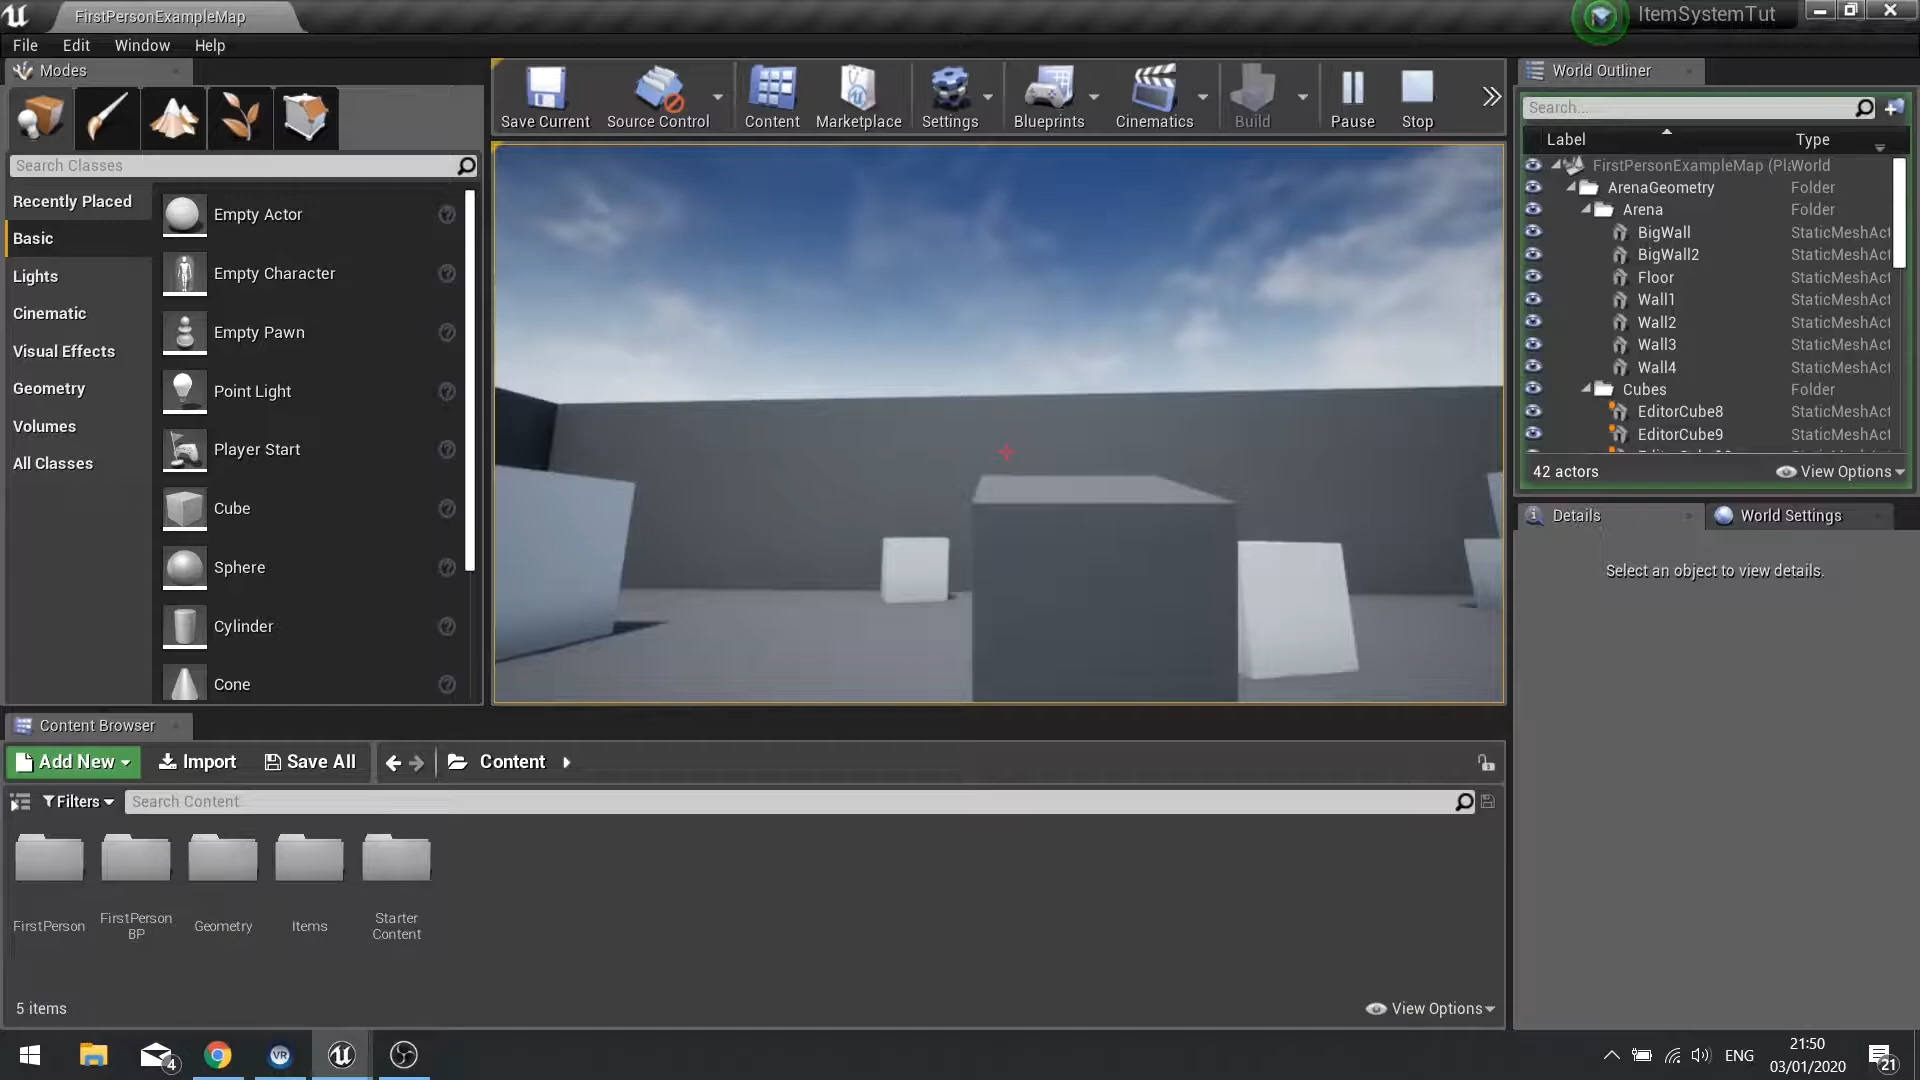 FirstPersonExampleMap
ItemSystemTut
File Edit Window Help
Modes
Search Classes
Recently Placed
Basic
Lights
Cinematic
Visual Effects
Geometry
Volumes
All Classes
Empty Actor
Empty Character
Empty Pawn
Point Light
Player Start
Cube
Sphere
Cylinder
Cone
Save Current
Source Control
Content
Marketplace
Settings
Blueprints
Cinematics
Build
Pause
Stop
World Outliner
Search...
Label Type
FirstPersonExampleMap (Pla World
ArenaGeometry Folder
Arena Folder
BigWall StaticMeshAct
BigWall2 StaticMeshAct
Floor StaticMeshAct
Wall1 StaticMeshAct
Wall2 StaticMeshAct
Wall3 StaticMeshAct
Wall4 StaticMeshAct
Cubes Folder
EditorCube8 StaticMeshAct
EditorCube9 StaticMeshAct
42 actors
View Options
Details
World Settings
Select an object to view details.
Content Browser
Add New
Import
Save All
Content
Filters
Search Content
FirstPerson
FirstPerson
BP
Geometry
Items
Starter
Content
5 items
View Options
4
VR
ENG
21:50
03/01/2020
21